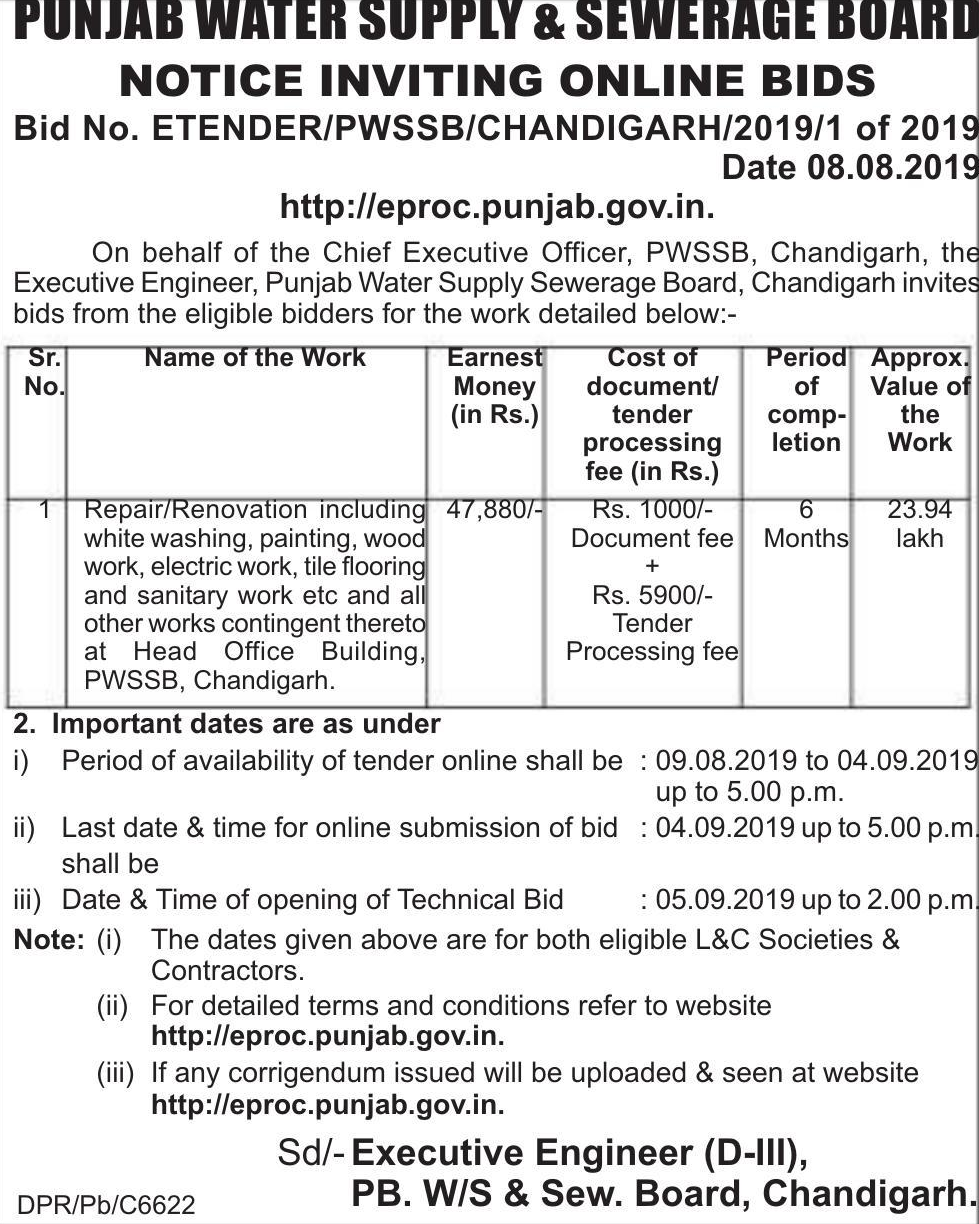 PUNJAB WATER SUPPLY & SEWERAGE BOARD
NOTICE INVITING ONLINE BIDS
Bid No. ETENDER/PWSSB/CHANDIGARH/2019/1 of 2019
Date 08.08.2019
http://eproc.punjab.gov.in.
On behalf of the Chief Executive Officer, PWSSB, Chandigarh, the
Executive Engineer, Punjab Water Supply Sewerage Board, Chandigarh invites
bids from the eligible bidders for the work detailed below:-
Sr. No.
Name of the Work
Earnest Money (in Rs.)
Cost of document/ tender processing fee (in Rs.)
Period of comp- letion
Approx. Value of the Work
1
Repair/Renovation including
white washing, painting, wood
work, electric work, tile flooring
and sanitary work etc and all
other works contingent thereto
at Head Office Building,
PWSSB, Chandigarh.
47,880/-
Rs. 1000/-
Document fee
+
Rs. 5900/-
Tender
Processing fee
6
Months
23.94
lakh
2. Important dates are as under
i) Period of availability of tender online shall be : 09.08.2019 to 04.09.2019
up to 5.00 p.m.
ii) Last date & time for online submission of bid : 04.09.2019 up to 5.00 p.m.
shall be
iii) Date & Time of opening of Technical Bid : 05.09.2019 up to 2.00 p.m.
Note: (i) The dates given above are for both eligible L&C Societies &
Contractors.
(ii) For detailed terms and conditions refer to website
http://eproc.punjab.gov.in.
(iii) If any corrigendum issued will be uploaded & seen at website
http://eproc.punjab.gov.in.
Sd/- Executive Engineer (D-III),
PB. W/S & Sew. Board, Chandigarh.
DPR/Pb/C6622